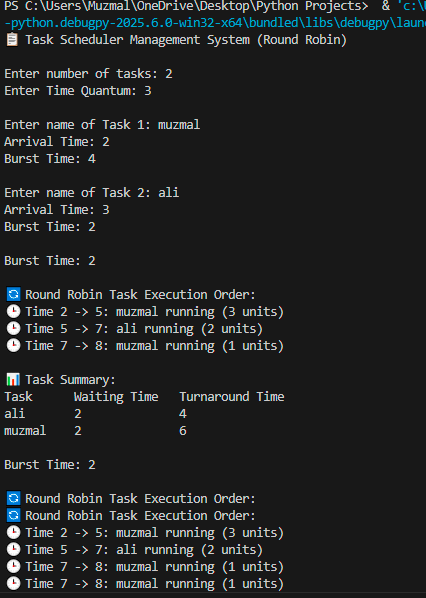 PS C:\Users\Muzmal\OneDrive\Desktop\Python Projects> & 'c:\
-python.debugpy-2025.6.0-win32-x64\bundled\libs\debugpy\laun
📋 Task Scheduler Management System (Round Robin)
Enter number of tasks: 2
Enter Time Quantum: 3
Enter name of Task 1: muzmal
Arrival Time: 2
Burst Time: 4
Enter name of Task 2: ali
Arrival Time: 3
Burst Time: 2
Burst Time: 2
🔄 Round Robin Task Execution Order:
🕒 Time 2 -> 5: muzmal running (3 units)
🕒 Time 5 -> 7: ali running (2 units)
🕒 Time 7 -> 8: muzmal running (1 units)
📊 Task Summary:
Task Waiting Time Turnaround Time
ali 2 4
muzmal 2 6
Burst Time: 2
🔄 Round Robin Task Execution Order:
🔄 Round Robin Task Execution Order:
🕒 Time 2 -> 5: muzmal running (3 units)
🕒 Time 5 -> 7: ali running (2 units)
🕒 Time 7 -> 8: muzmal running (1 units)
🕒 Time 7 -> 8: muzmal running (1 units)